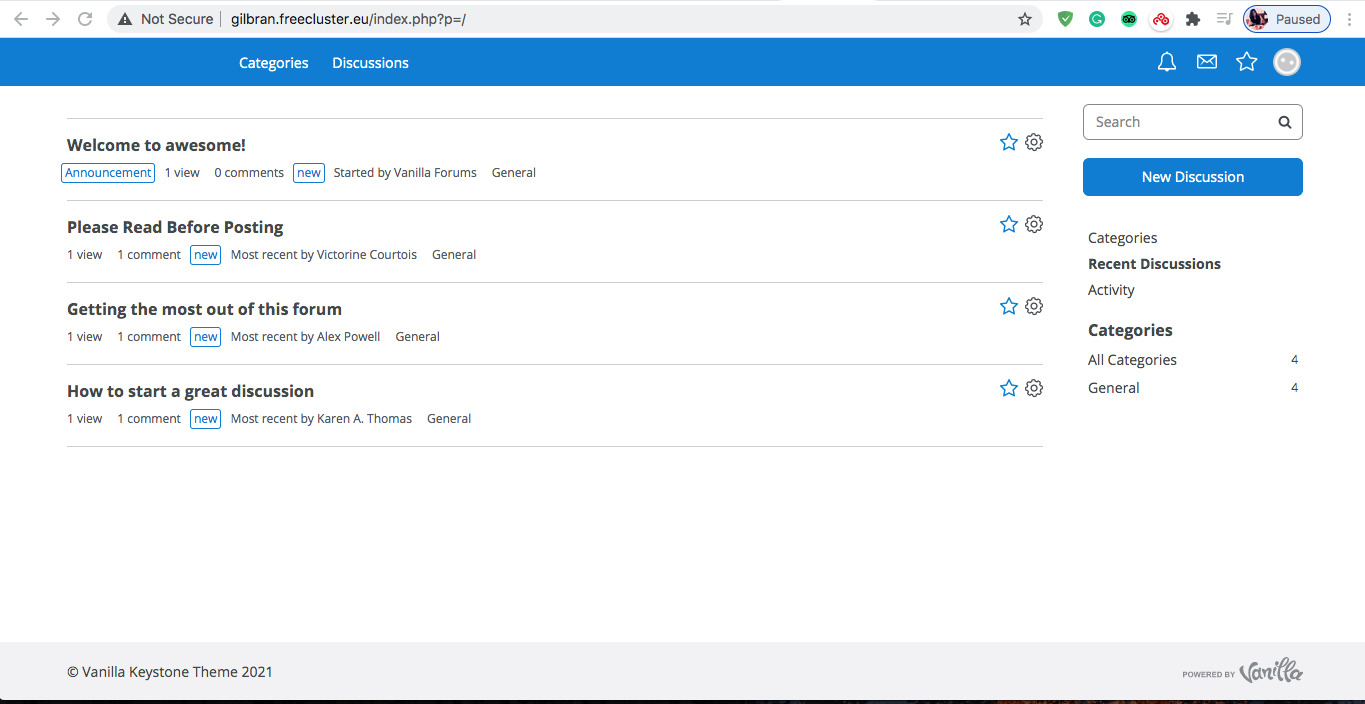 Not Secure gilbran.freecluster.eu/index.php?p=/ Paused
Categories Discussions
Search
Welcome to awesome!
Announcement 1 view 0 comments new Started by Vanilla Forums General
New Discussion
Please Read Before Posting
1 view 1 comment new Most recent by Victorine Courtois General
Categories
Recent Discussions
Activity
Getting the most out of this forum
1 view 1 comment new Most recent by Alex Powell General
Categories
All Categories 4
General 4
How to start a great discussion
1 view 1 comment new Most recent by Karen A. Thomas General
© Vanilla Keystone Theme 2021
POWERED BY Vanilla